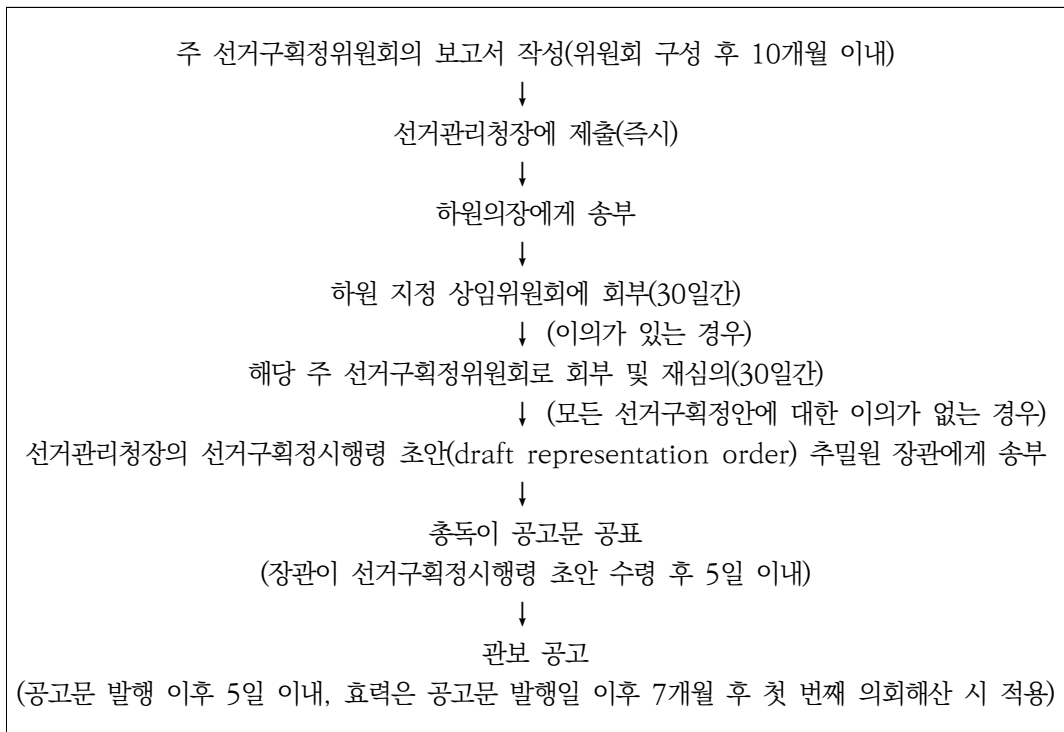 주 선거구획정위원회의 보고서 작성(위원회 구성 후 10개월 이내)
↓
선거관리청장에 제출(즉시)
↓
하원의장에게 송부
↓
하원 지정 상임위원회에 회부(30일간)
↓ (이의가 있는 경우)
해당 주 선거구획정위원회로 회부 및 재심의(30일간)
↓ (모든 선거구획정안에 대한 이의가 없는 경우)
선거관리청장의 선거구획정시행령 초안(draft representation order) 추밀원 장관에게 송부
↓
총독이 공고문 공표
(장관이 선거구획정시행령 초안 수령 후 5일 이내)
↓
관보 공고
(공고문 발행 이후 5일 이내, 효력은 공고문 발행일 이후 7개월 후 첫 번째 의회해산 시 적용)